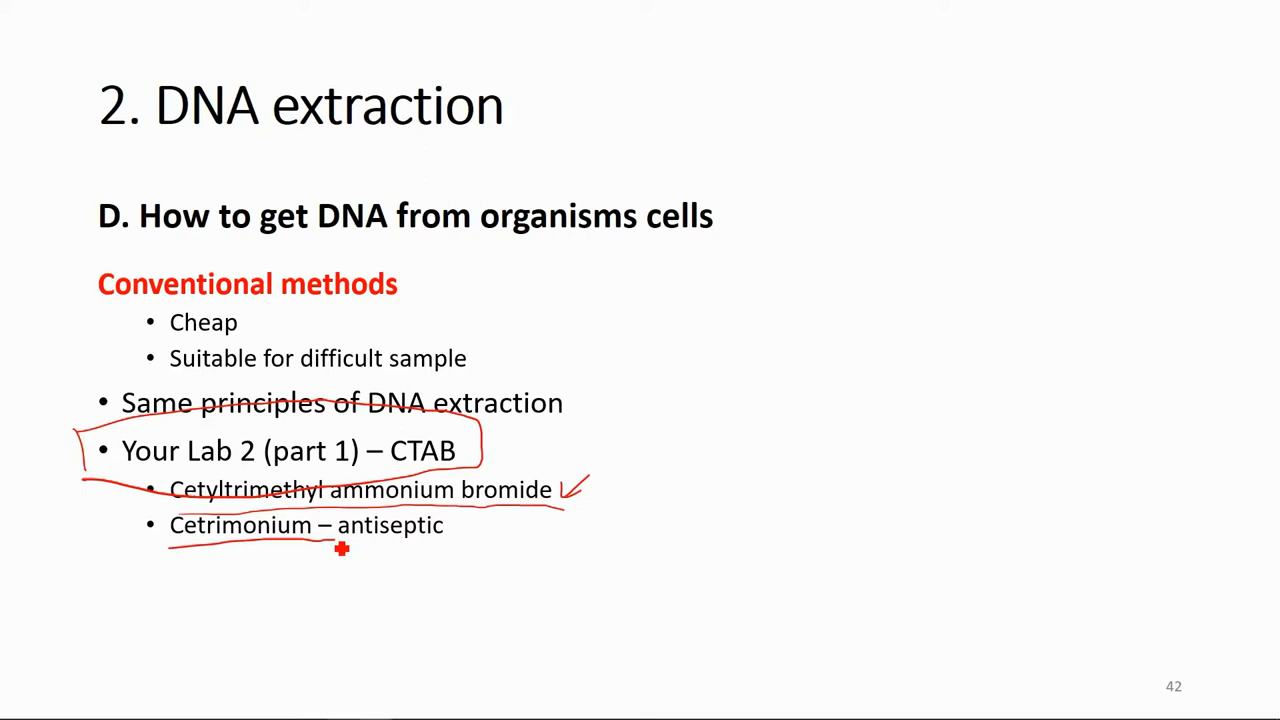 2. DNA extraction
D. How to get DNA from organisms cells
Conventional methods
• Cheap
• Suitable for difficult sample
• Same principles of DNA extraction
• Your Lab 2 (part 1) – CTAB
• Cetyltrimethyl ammonium bromide
• Cetrimonium – antiseptic
42